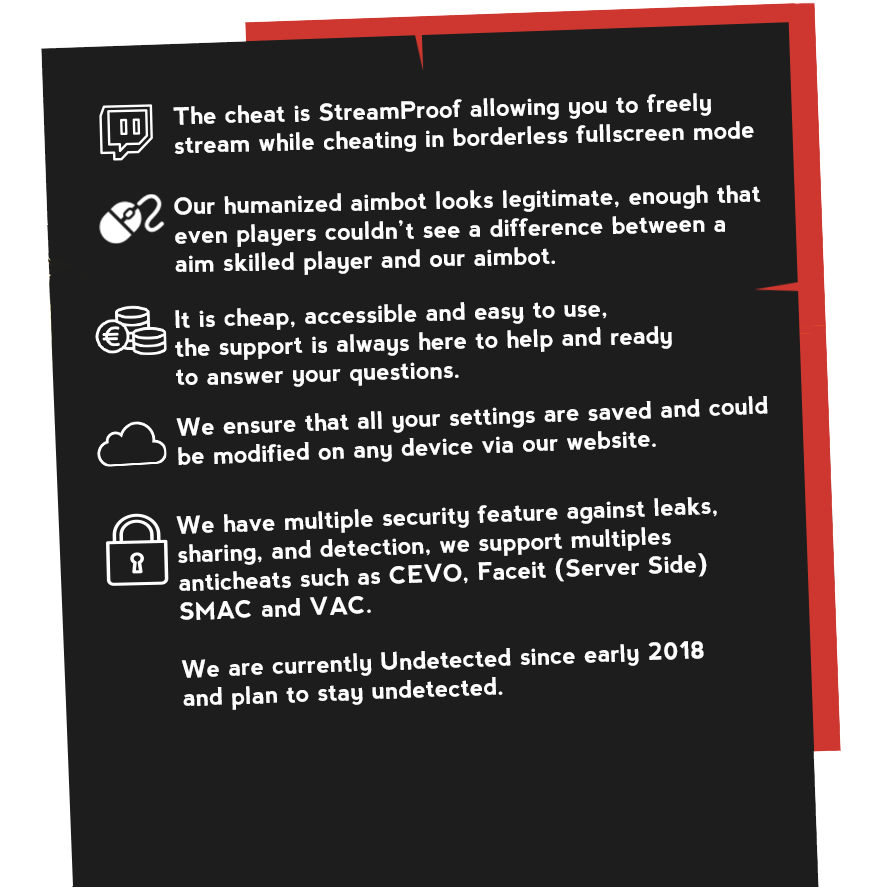 The cheat is StreamProof allowing you to freely
stream while cheating in borderless fullscreen mode
Our humanized aimbot looks legitimate, enough that
even players couldn't see a difference between a
aim skilled player and our aimbot.
It is cheap, accessible and easy to use,
the support is always here to help and ready
to answer your questions.
We ensure that all your settings are saved and could
be modified on any device via our website.
We have multiple security feature against leaks,
sharing, and detection, we support multiples
anticheats such as CEVO, Faceit (Server Side)
SMAC and VAC.
We are currently Undetected since early 2018
and plan to stay undetected.